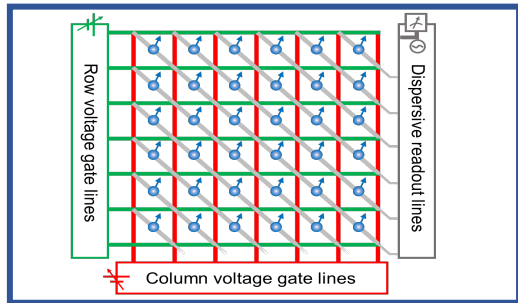 Row voltage gate lines
Dispersive readout lines
Column voltage gate lines